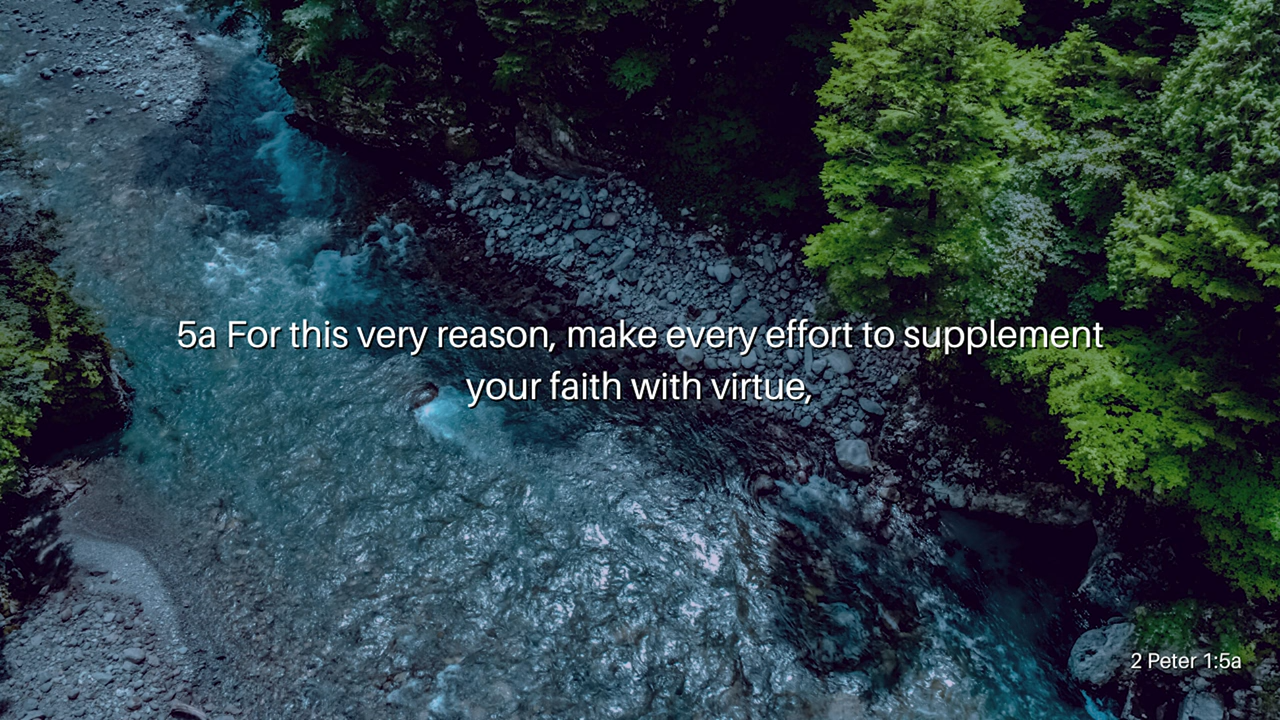 5a For this very reason, make every effort to supplement
your faith with virtue,
2 Peter 1:5a